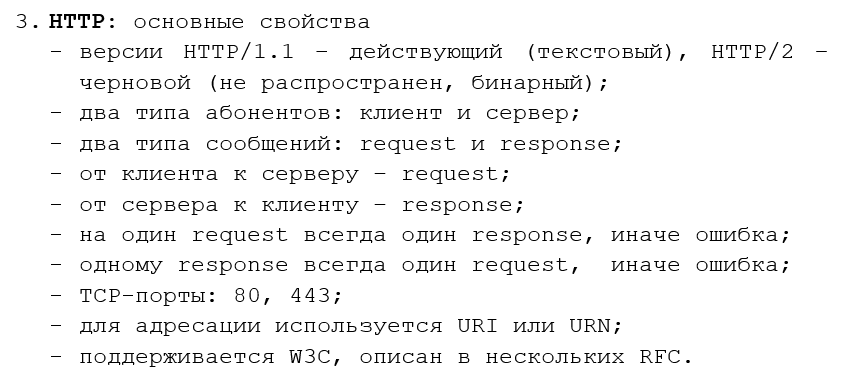 3. HTTP: основные свойства
– версии HTTP/1.1 – действующий (текстовый), HTTP/2 –
черновой (не распространен, бинарный);
– два типа абонентов: клиент и сервер;
– два типа сообщений: request и response;
– от клиента к серверу – request;
– от сервера к клиенту – response;
– на один request всегда один response, иначе ошибка;
– одному response всегда один request, иначе ошибка;
– TCP-порты: 80, 443;
– для адресации используется URI или URN;
– поддерживается W3C, описан в нескольких RFC.